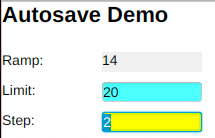 Autosave Demo
Ramp: 14
Limit: 20
Step: 2